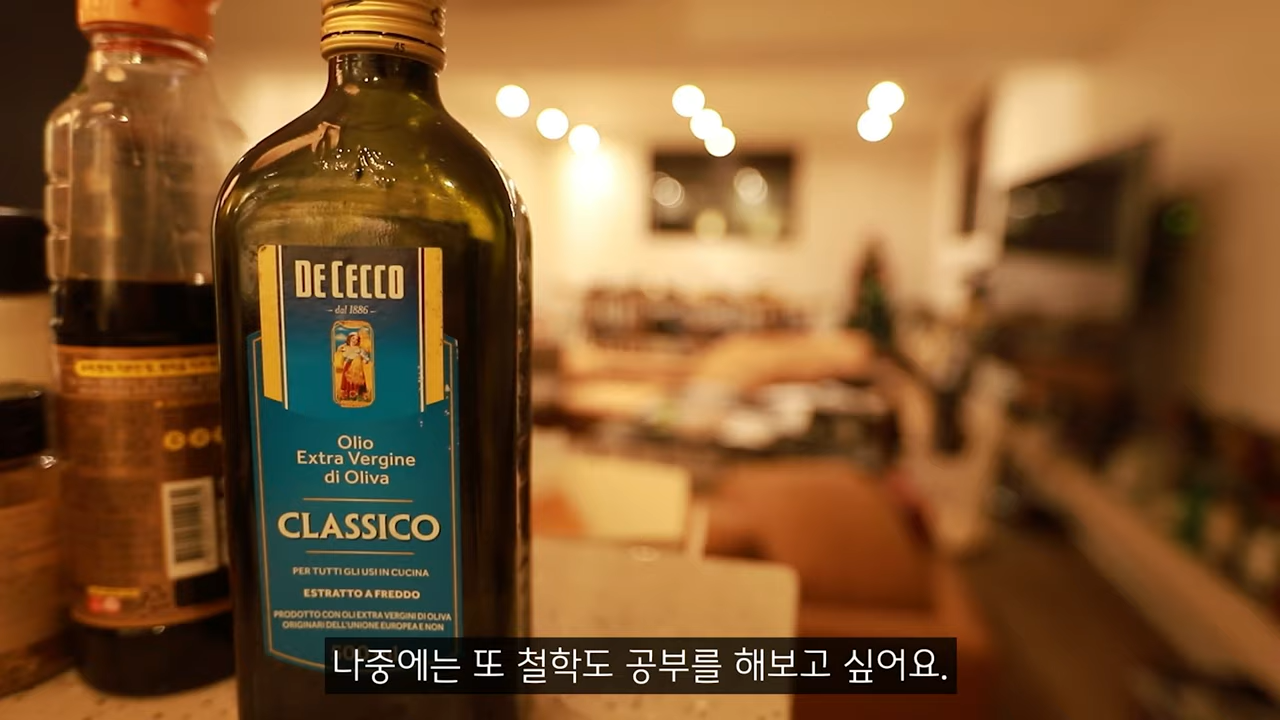 45
DE CECCO
dal 1886
Olio
Extra Vergine
di Oliva
CLASSICO
PER TUTTI GLI USI IN CUCINA
ESTRATTO A FREDDO
PRODOTTO CON OLI EXTRA VERGINI DI OLIVA
ORIGINARI DELL'UNIONE EUROPEA E NON
나중에는 또 철학도 공부를 해보고 싶어요.